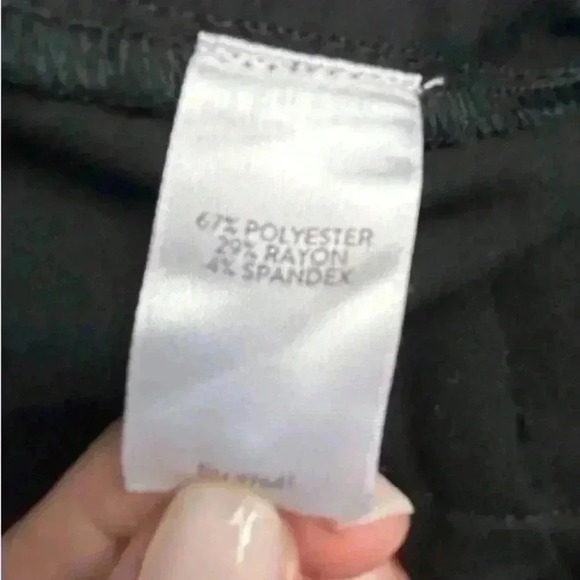 67% POLYESTER
29% RAYON
4% SPANDEX